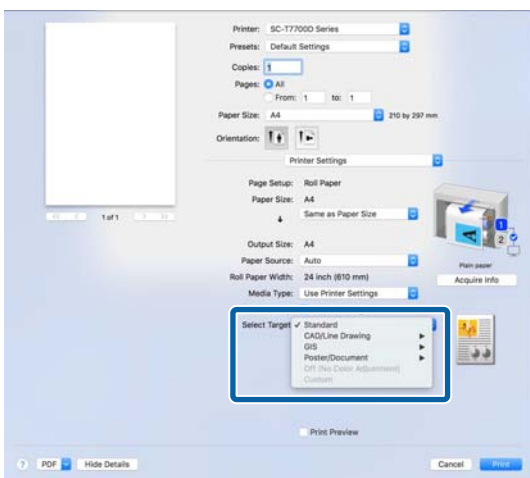 Printer: SC-T7700D Series
Presets: Default Settings
Copies: 1
Pages: All
From: 1 to: 1
Paper Size: A4 210 by 297 mm
Orientation:
Printer Settings
Page Setup: Roll Paper
Paper Size: A4
Same as Paper Size
Output Size: A4
Paper Source: Auto
Roll Paper Width: 24 inch (610 mm)
Media Type: Use Printer Settings
1 of 1
1
2
Plain paper
Acquire Info
Select Target ✓ Standard
CAD/Line Drawing
GIS
Poster/Document
Off (No Color Adjustment)
Custom
Print Preview
? PDF Hide Details Cancel Print